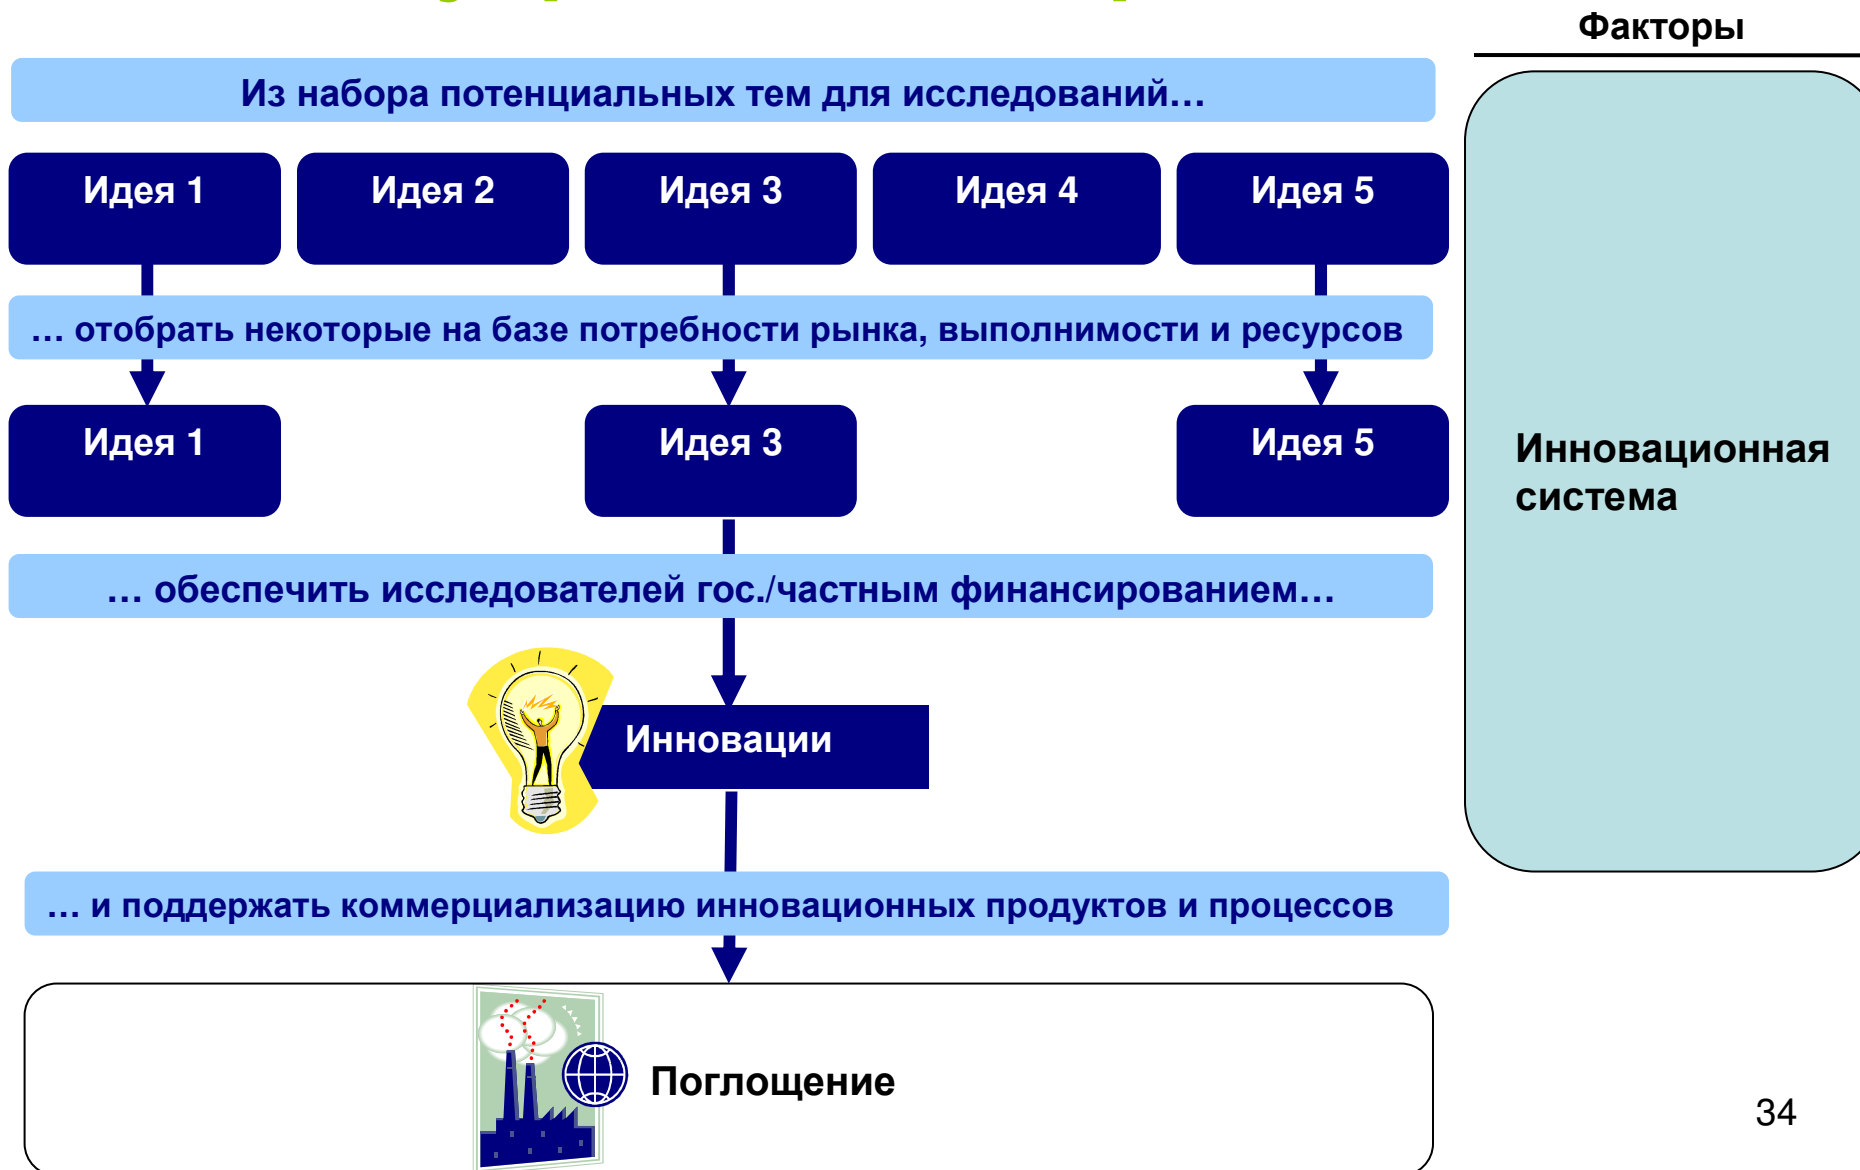 Факторы
Из набора потенциальных тем для исследований…
Идея 1
Идея 2
Идея 3
Идея 4
Идея 5
… отобрать некоторые на базе потребности рынка, выполнимости и ресурсов
Идея 1
Идея 3
Идея 5
Инновационная
система
… обеспечить исследователей гос./частным финансированием…
Инновации
… и поддержать коммерциализацию инновационных продуктов и процессов
Поглощение
34